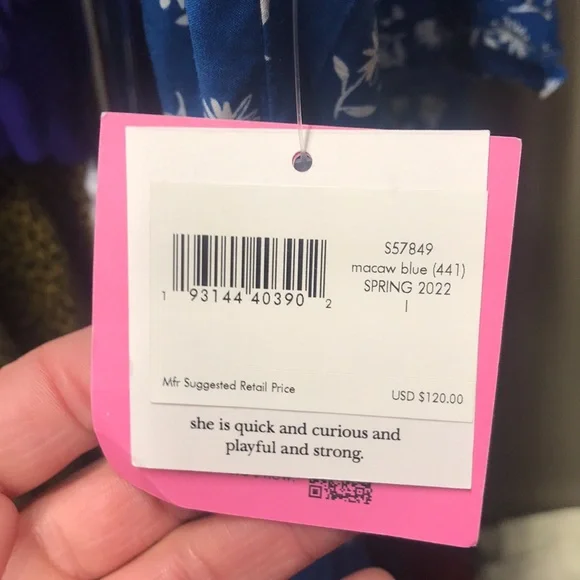 S57849
macaw blue (441)
SPRING 2022
I
1 93144 40390 2
Mfr Suggested Retail Price
USD $120.00
she is quick and curious and
playful and strong.